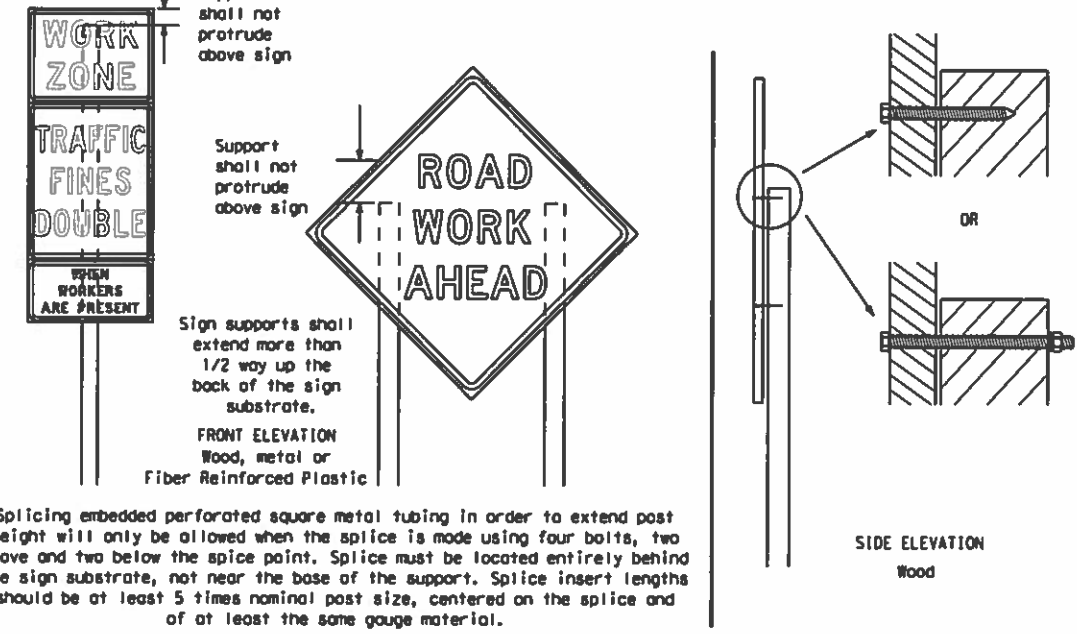 shall not
protrude
above sign
WORK
ZONE
TRAFFIC
FINES
DOUBLE
WHEN
WORKERS
ARE PRESENT
Support
shall not
protrude
above sign
ROAD
WORK
AHEAD
Sign supports shall
extend more than
1/2 way up the
back of the sign
substrate.
FRONT ELEVATION
Wood, metal or
Fiber Reinforced Plastic
OR
SIDE ELEVATION
Wood
Splicing embedded perforated square metal tubing in order to extend post
eight will only be allowed when the splice is made using four bolts, two
ove and two below the spice point. Splice must be located entirely behind
e sign substrate, not near the base of the support. Splice insert lengths
should be at least 5 times nominal post size, centered on the splice and
of at least the same gauge material.